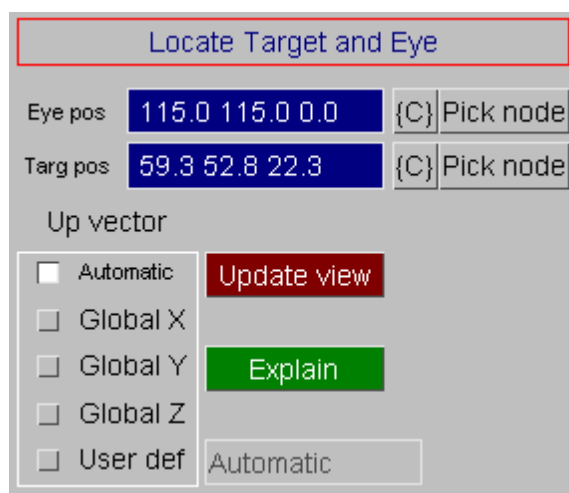 Locate Target and Eye
Eye pos 115.0 115.0 0.0 {C} Pick node
Targ pos 59.3 52.8 22.3 {C} Pick node
Up vector
Automatic Update view
Global X
Global Y Explain
Global Z
User def Automatic